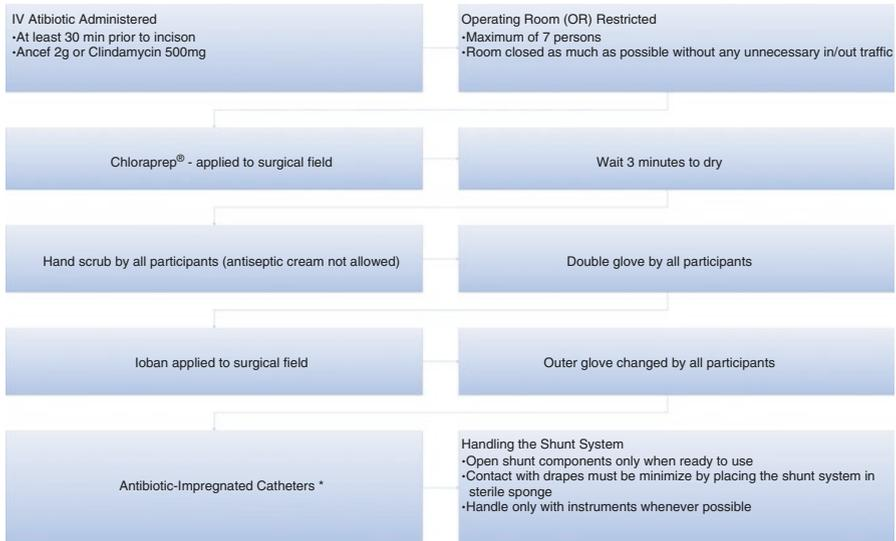 IV Atibiotic Administered
•At least 30 min prior to incison
•Ancef 2g or Clindamycin 500mg
Operating Room (OR) Restricted
•Maximum of 7 persons
•Room closed as much as possible without any unnecessary in/out traffic
Chloraprep® - applied to surgical field
Wait 3 minutes to dry
Hand scrub by all participants (antiseptic cream not allowed)
Double glove by all participants
Ioban applied to surgical field
Outer glove changed by all participants
Antibiotic-Impregnated Catheters *
Handling the Shunt System
•Open shunt components only when ready to use
•Contact with drapes must be minimize by placing the shunt system in
sterile sponge
•Handle only with instruments whenever possible